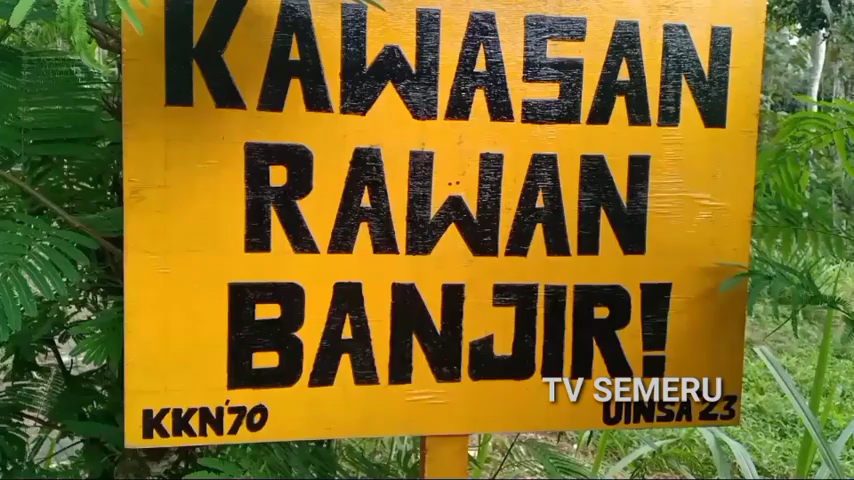 KAWASAN
RAWAN
BANJIR!
TV SEMERU
KKN'70 UINSA 23